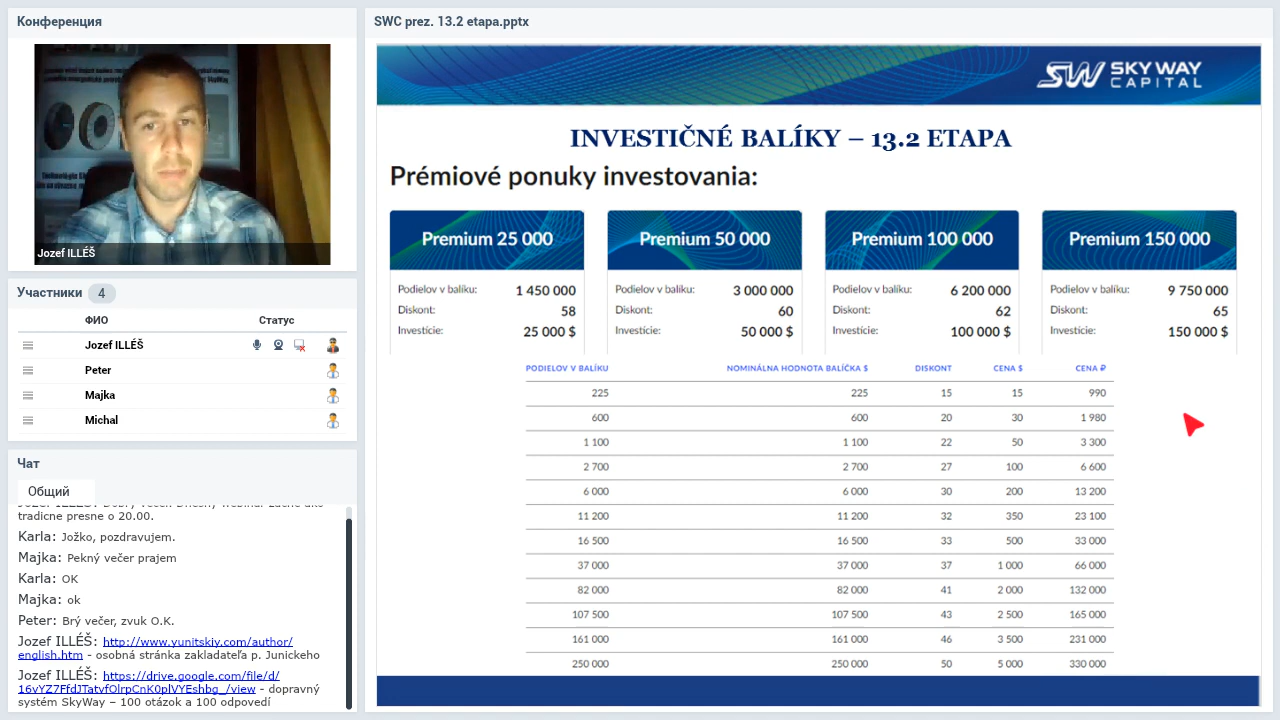 Конференция
Jozef ILLÉŠ
Участники 4
ФИО Статус
Jozef ILLÉŠ
Peter
Majka
Michal
Чат
Общий
tradicne presne o 20.00.
Karla: Jožko, pozdravujem.
Majka: Pekný večer prajem
Karla: OK
Majka: ok
Peter: Brý večer, zvuk O.K.
Jozef ILLÉŠ: http://www.yunitskiy.com/author/
english.htm - osobná stránka zakladateľa p. Junickeho
Jozef ILLÉŠ: https://drive.google.com/file/d/
16vYZ7FfdJTatvfOlrpCnK0plVYEshbg_/view - dopravný
systém SkyWay – 100 otázok a 100 odpovedí
SWC prez. 13.2 etapa.pptx
SW SKY WAY
CAPITAL
INVESTIČNÉ BALÍKY – 13.2 ETAPA
Prémiové ponuky investovania:
Premium 25 000
Podielov v balíku: 1 450 000
Diskont: 58
Investície: 25 000 $
Premium 50 000
Podielov v balíku: 3 000 000
Diskont: 60
Investície: 50 000 $
Premium 100 000
Podielov v balíku: 6 200 000
Diskont: 62
Investície: 100 000 $
Premium 150 000
Podielov v balíku: 9 750 000
Diskont: 65
Investície: 150 000 $
PODIELOV V BALÍKU NOMINÁLNA HODNOTA BALÍČKA $ DISKONT CENA $ CENA ₽
225 225 15 15 990
600 600 20 30 1 980
1 100 1 100 22 50 3 300
2 700 2 700 27 100 6 600
6 000 6 000 30 200 13 200
11 200 11 200 32 350 23 100
16 500 16 500 33 500 33 000
37 000 37 000 37 1 000 66 000
82 000 82 000 41 2 000 132 000
107 500 107 500 43 2 500 165 000
161 000 161 000 46 3 500 231 000
250 000 250 000 50 5 000 330 000